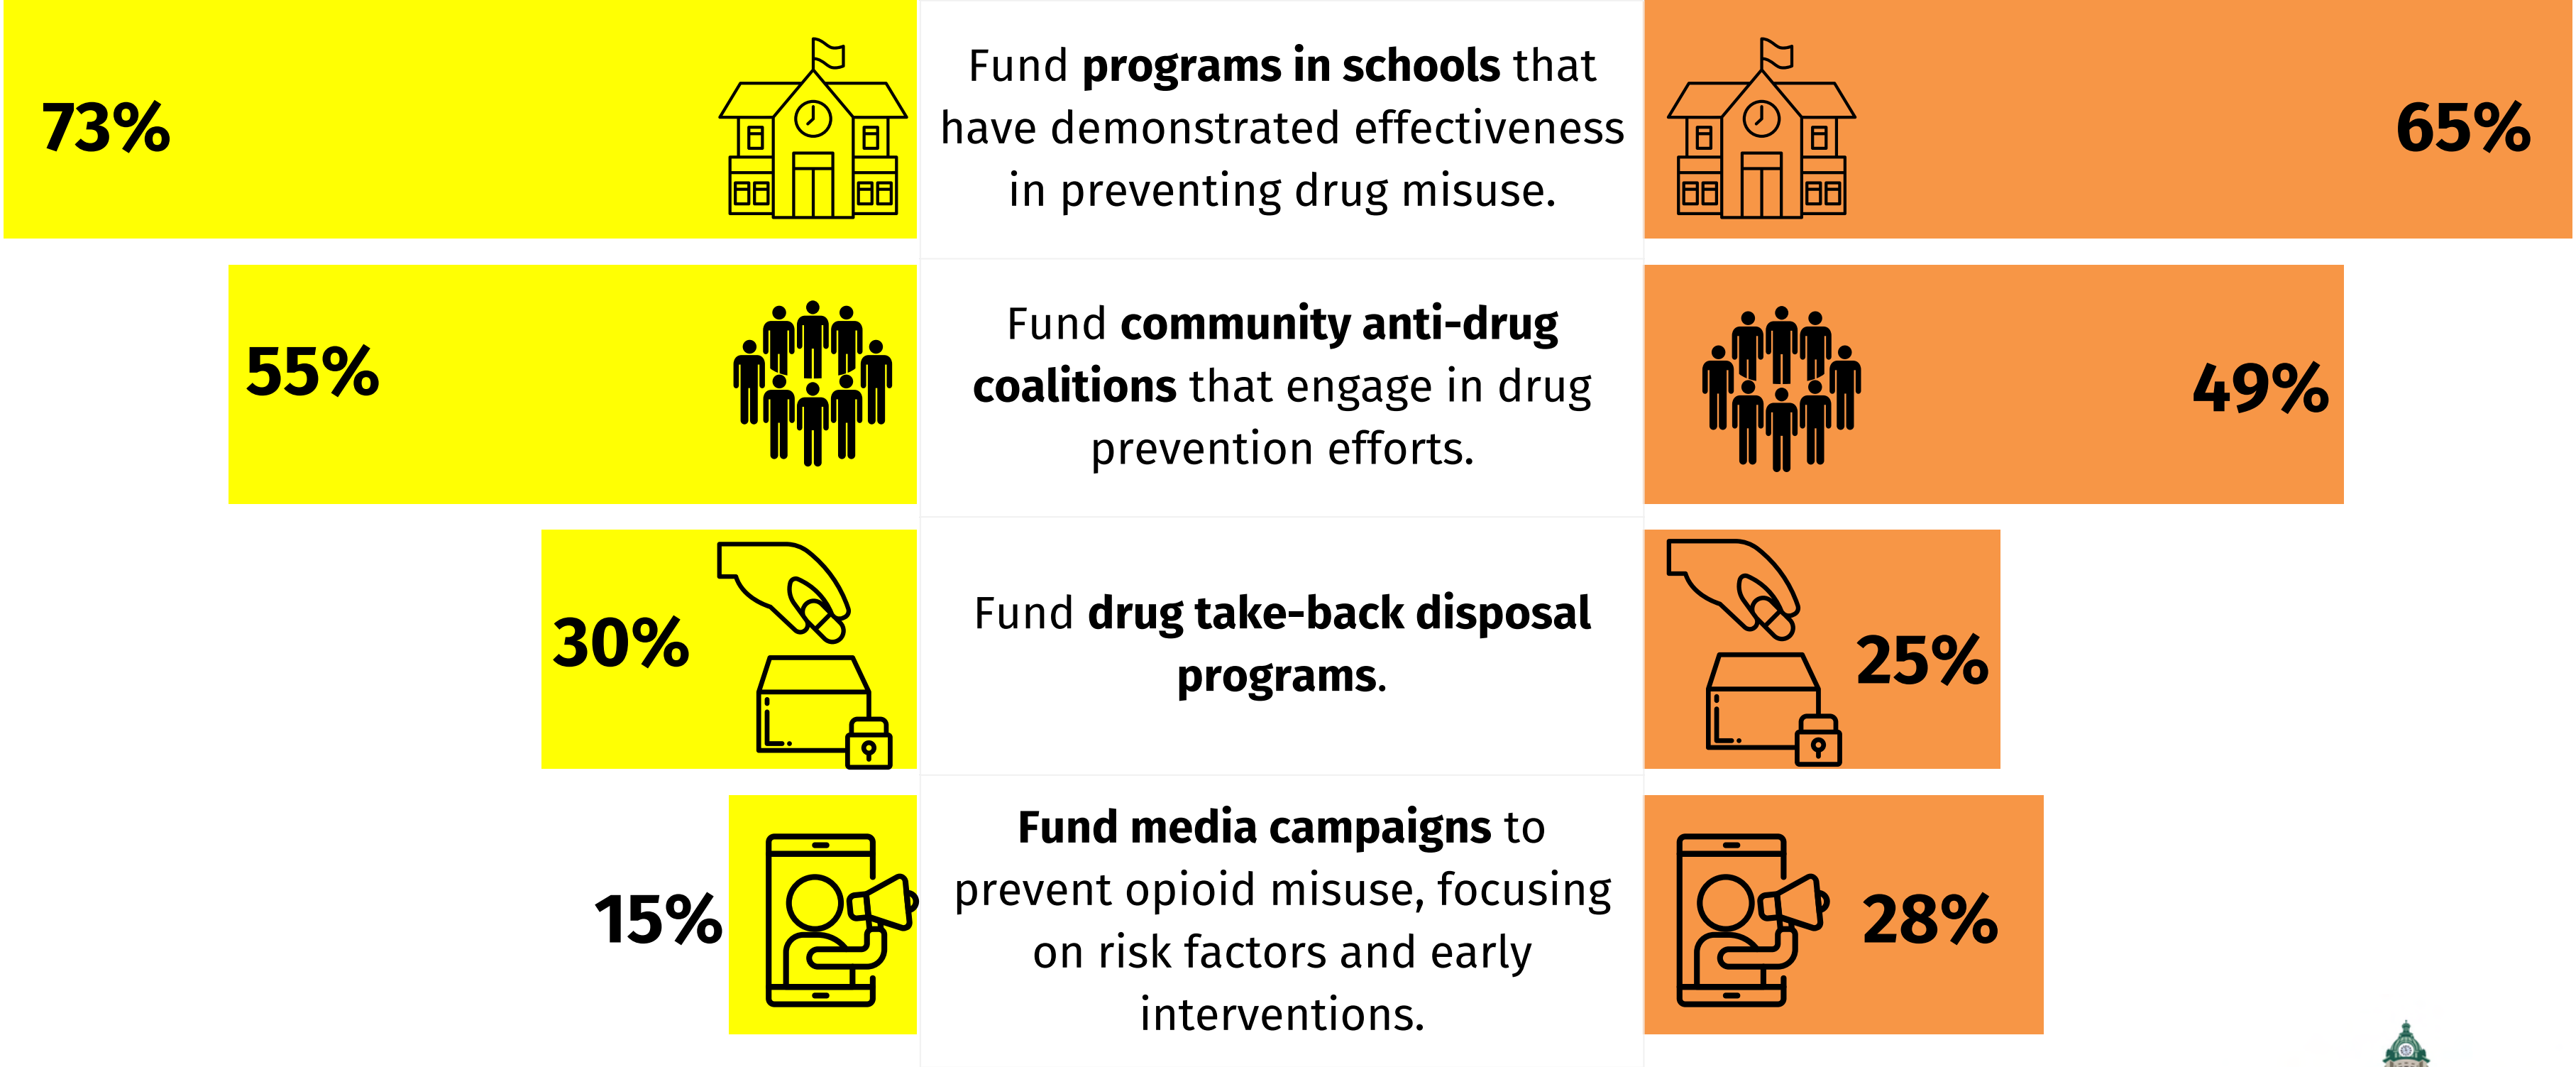 73%
Fund programs in schools that
have demonstrated effectiveness
in preventing drug misuse.
65%
55%
Fund community anti-drug
coalitions that engage in drug
prevention efforts.
49%
30%
Fund drug take-back disposal
programs.
25%
15%
Fund media campaigns to
prevent opioid misuse, focusing
on risk factors and early
interventions.
28%